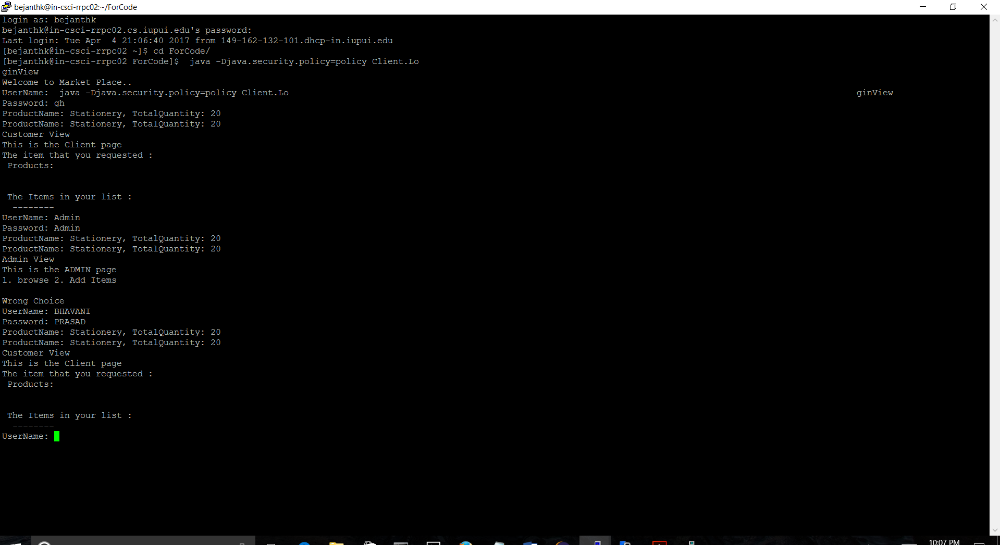 bejanthk@in-csci-rrpc02:~/ForCode
login as: bejanthk
bejanthk@in-csci-rrpc02.cs.iupui.edu's password:
Last login: Tue Apr  4 21:06:40 2017 from 149-162-132-101.dhcp-in.iupui.edu
[bejanthk@in-csci-rrpc02 ~]$ cd ForCode/
[bejanthk@in-csci-rrpc02 ForCode]$  java -Djava.security.policy=policy Client.Lo
ginView
Welcome to Market Place..
UserName:  java -Djava.security.policy=policy Client.Lo ginView
Password: gh
ProductName: Stationery, TotalQuantity: 20
ProductName: Stationery, TotalQuantity: 20
Customer View
This is the Client page
The item that you requested :
Products:
The Items in your list :
--------
UserName: Admin
Password: Admin
ProductName: Stationery, TotalQuantity: 20
ProductName: Stationery, TotalQuantity: 20
Admin View
This is the ADMIN page
1. browse 2. Add Items
Wrong Choice
UserName: BHAVANI
Password: PRASAD
ProductName: Stationery, TotalQuantity: 20
ProductName: Stationery, TotalQuantity: 20
Customer View
This is the Client page
The item that you requested :
Products:
The Items in your list :
--------
UserName:
10:07 PM